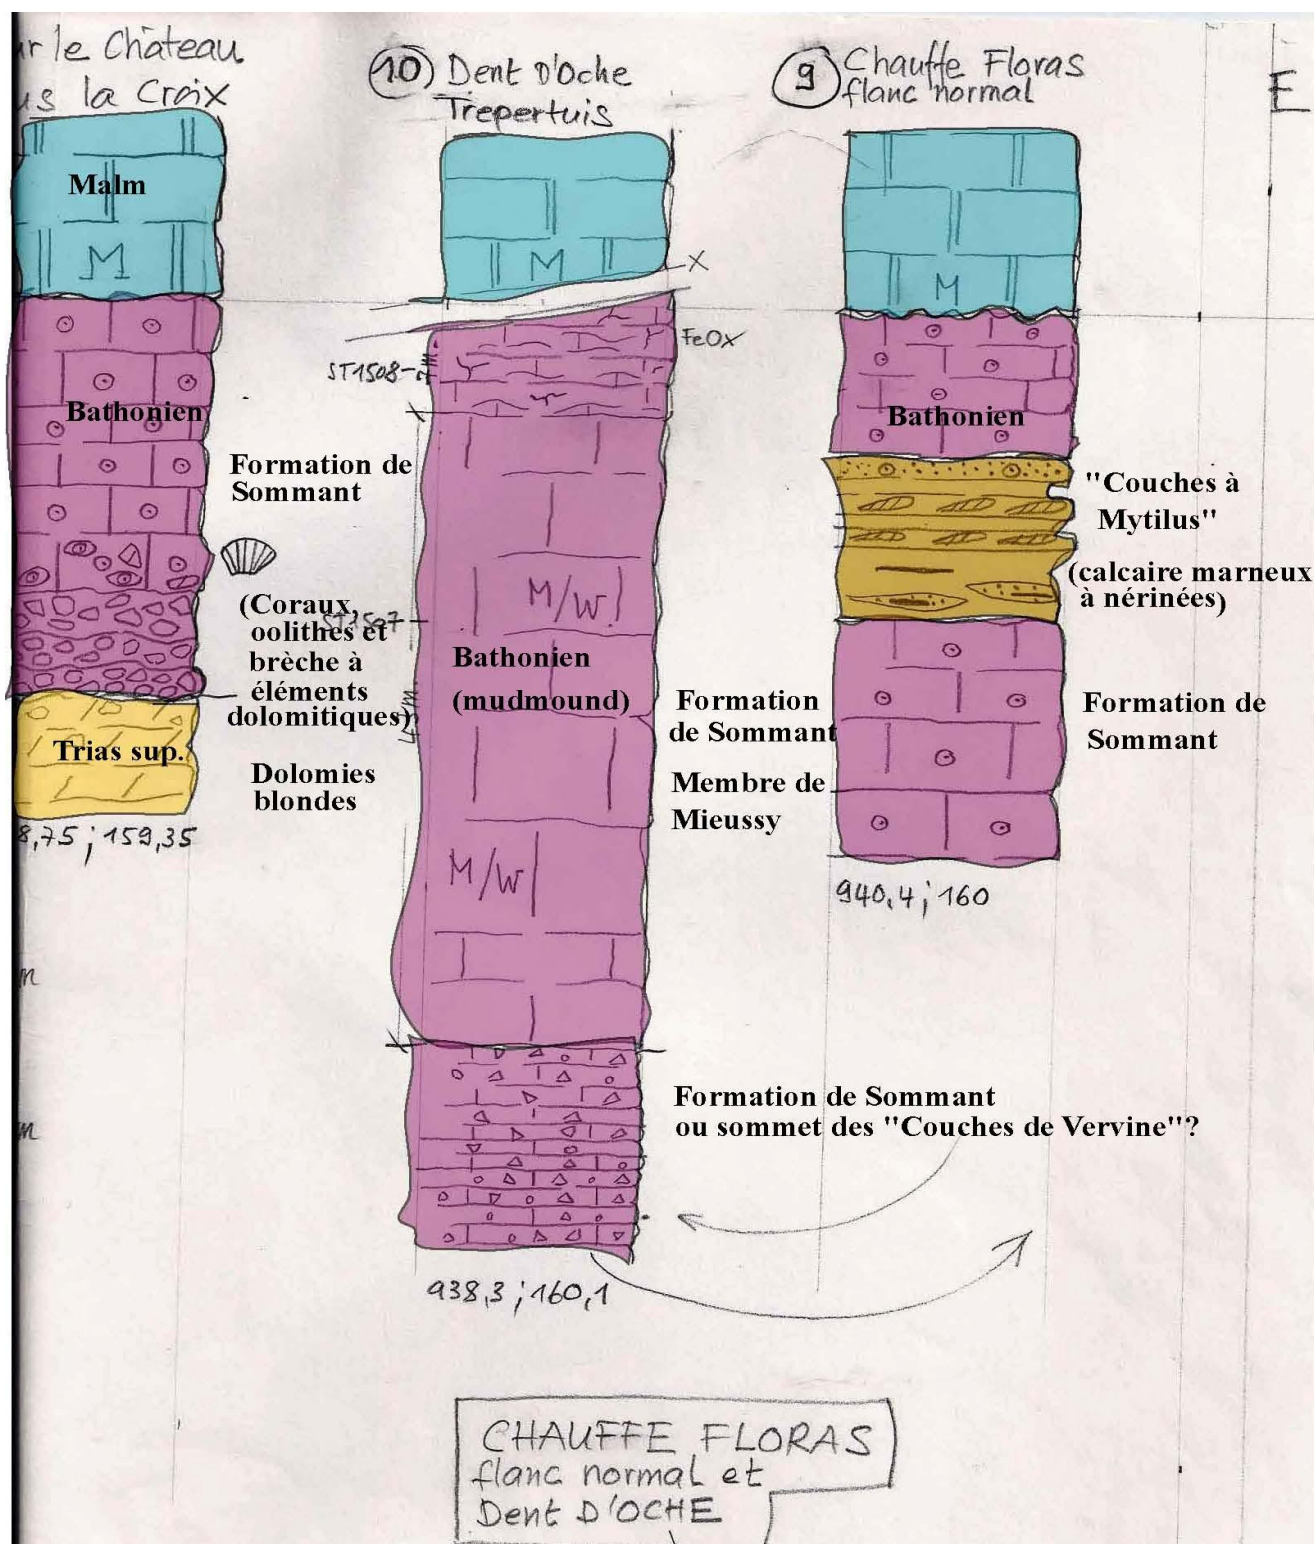 r le Château
us la Croix
10 Dent D'Oche
Trepertuis
9 Chauffe Floras
flanc normal
E
Malm
M
M
M
X
FeOx
ST1508
Bathonien
Bathonien
Formation de
Sommant
"Couches à
Mytilus"
(calcaire marneux
à nérinées)
(Coraux,
oolithes et
brèche à
éléments
dolomitiques)
ST1507
M/W
Bathonien
(mudmound)
Formation
de Sommant
Membre de
Mieussy
Formation de
Sommant
Trias sup.
Dolomies
blondes
8,75 ; 159,35
M/W
940,4 ; 160
m
m
Formation de Sommant
ou sommet des "Couches de Vervine"?
938,3 ; 160,1
CHAUFFE FLORAS
flanc normal et
Dent D'OCHE